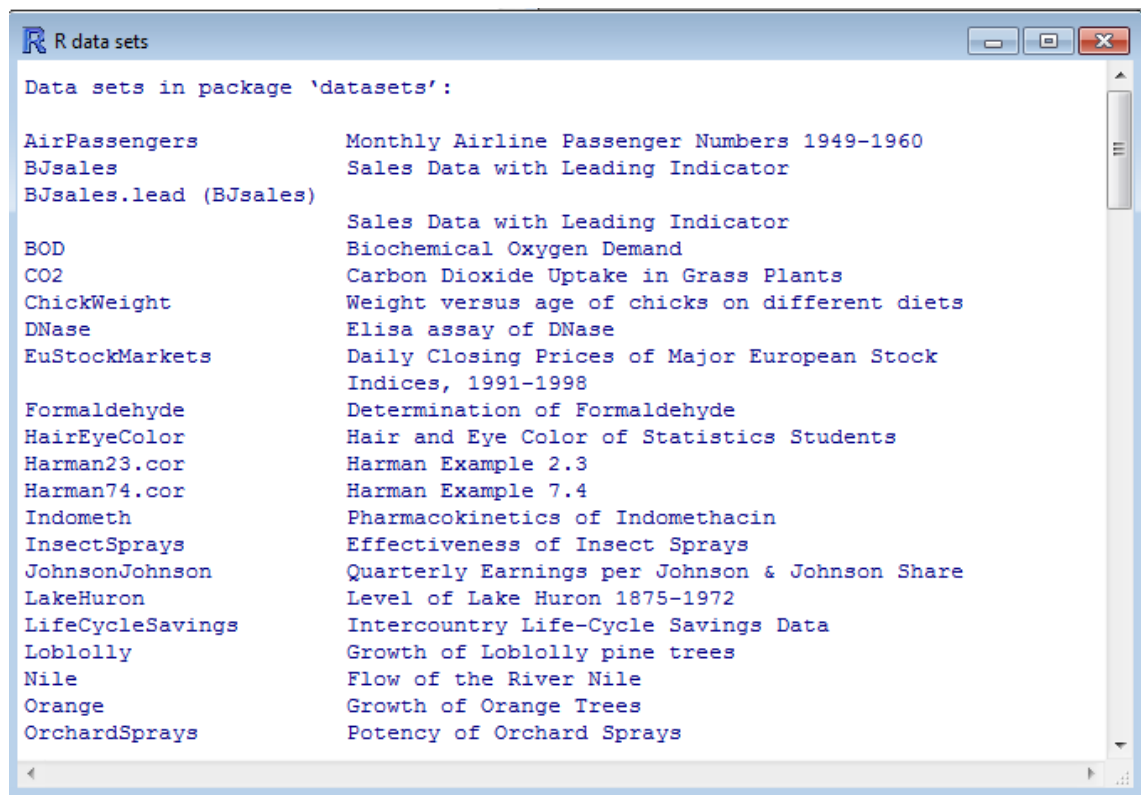 R data sets
Data sets in package ‘datasets’:
AirPassengers Monthly Airline Passenger Numbers 1949-1960
BJsales Sales Data with Leading Indicator
BJsales.lead (BJsales)
Sales Data with Leading Indicator
BOD Biochemical Oxygen Demand
CO2 Carbon Dioxide Uptake in Grass Plants
ChickWeight Weight versus age of chicks on different diets
DNase Elisa assay of DNase
EuStockMarkets Daily Closing Prices of Major European Stock
Indices, 1991-1998
Formaldehyde Determination of Formaldehyde
HairEyeColor Hair and Eye Color of Statistics Students
Harman23.cor Harman Example 2.3
Harman74.cor Harman Example 7.4
Indometh Pharmacokinetics of Indomethacin
InsectSprays Effectiveness of Insect Sprays
JohnsonJohnson Quarterly Earnings per Johnson & Johnson Share
LakeHuron Level of Lake Huron 1875-1972
LifeCycleSavings Intercountry Life-Cycle Savings Data
Loblolly Growth of Loblolly pine trees
Nile Flow of the River Nile
Orange Growth of Orange Trees
OrchardSprays Potency of Orchard Sprays